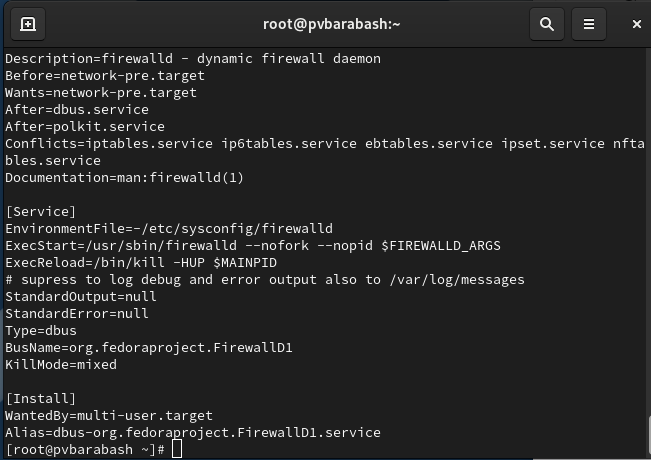 root@pvbarabash:~
Description=firewalld - dynamic firewall daemon
Before=network-pre.target
Wants=network-pre.target
After=dbus.service
After=polkit.service
Conflicts=iptables.service ip6tables.service ebtables.service ipset.service nfta
bles.service
Documentation=man:firewalld(1)
[Service]
EnvironmentFile=-/etc/sysconfig/firewalld
ExecStart=/usr/sbin/firewalld --nofork --nopid $FIREWALLD_ARGS
ExecReload=/bin/kill -HUP $MAINPID
# supress to log debug and error output also to /var/log/messages
StandardOutput=null
StandardError=null
Type=dbus
BusName=org.fedoraproject.FirewallD1
KillMode=mixed
[Install]
WantedBy=multi-user.target
Alias=dbus-org.fedoraproject.FirewallD1.service
[root@pvbarabash ~]#